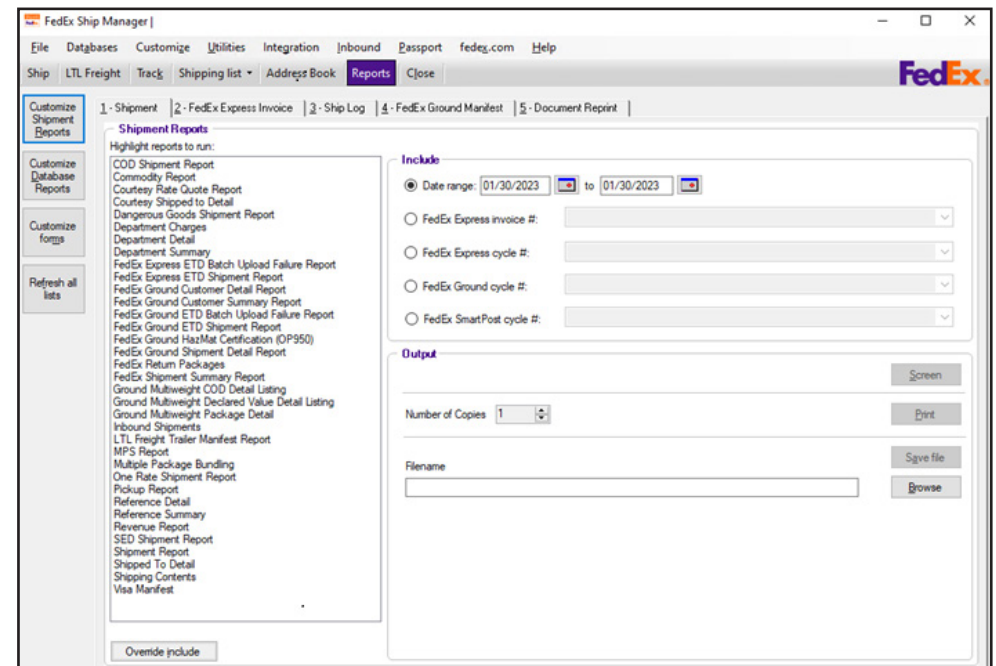 FedEx Ship Manager |
File Databases Customize Utilities Integration Inbound Passport fedex.com Help
Ship LTL Freight Track Shipping list Address Book Reports Close
FedEx
Customize
Shipment
Reports
Customize
Database
Reports
Customize
forms
Refresh all
lists
1 - Shipment 2 - FedEx Express Invoice 3 - Ship Log 4 - FedEx Ground Manifest 5 - Document Reprint
Shipment Reports
Highlight reports to run:
COD Shipment Report
Commodity Report
Courtesy Rate Quote Report
Courtesy Shipped to Detail
Dangerous Goods Shipment Report
Department Charges
Department Detail
Department Summary
FedEx Express ETD Batch Upload Failure Report
FedEx Express ETD Shipment Report
FedEx Ground Customer Detail Report
FedEx Ground Customer Summary Report
FedEx Ground ETD Batch Upload Failure Report
FedEx Ground ETD Shipment Report
FedEx Ground HazMat Certification (OP950)
FedEx Ground Shipment Detail Report
FedEx Return Packages
FedEx Shipment Summary Report
Ground Multiweight COD Detail Listing
Ground Multiweight Declared Value Detail Listing
Ground Multiweight Package Detail
Inbound Shipments
LTL Freight Trailer Manifest Report
MPS Report
Multiple Package Bundling
One Rate Shipment Report
Pickup Report
Reference Detail
Reference Summary
Revenue Report
SED Shipment Report
Shipment Report
Shipped To Detail
Shipping Contents
Visa Manifest
Override include
Include
Date range: 01/30/2023 to 01/30/2023
FedEx Express invoice #:
FedEx Express cycle #:
FedEx Ground cycle #:
FedEx SmartPost cycle #:
Output
Screen
Number of Copies 1 Print
Save file
Filename
Browse